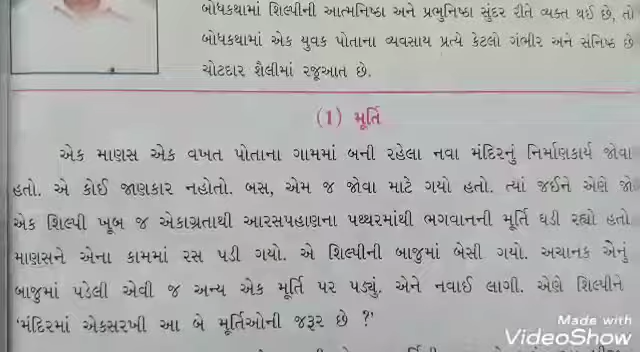 બોધકથામાં શિલ્પીની આત્મનિષ્ઠા અને પ્રભુનિષ્ઠા સુંદર રીતે વ્યક્ત થઈ છે, તો
બોધકથામાં એક યુવક પોતાના વ્યવસાય પ્રત્યે કેટલો ગંભીર અને સંનિષ્ઠ છે
ચોટદાર શૈલીમાં રજૂઆત છે.
(1) મૂર્તિ
એક માણસ એક વખત પોતાના ગામમાં બની રહેલા નવા મંદિરનું નિર્માણકાર્ય જોવા
હતો. એ કોઈ જાણકાર નહોતો. બસ, એમ જ જોવા માટે ગયો હતો. ત્યાં જઈને એણે જો
એક શિલ્પી ખૂબ જ એકાગ્રતાથી આરસપહાણના પથ્થરમાંથી ભગવાનની મૂર્તિ ઘડી રહ્યો હતો
માણસને એના કામમાં રસ પડી ગયો. એ શિલ્પીની બાજુમાં બેસી ગયો. અચાનક એનું
બાજુમાં પડેલી એવી જ અન્ય એક મૂર્તિ પર પડ્યું. એને નવાઈ લાગી. એણે શિલ્પીને
'મંદિરમાં એકસરખી આ બે મૂર્તિઓની જરૂર છે ?'
Made with
VideoShow